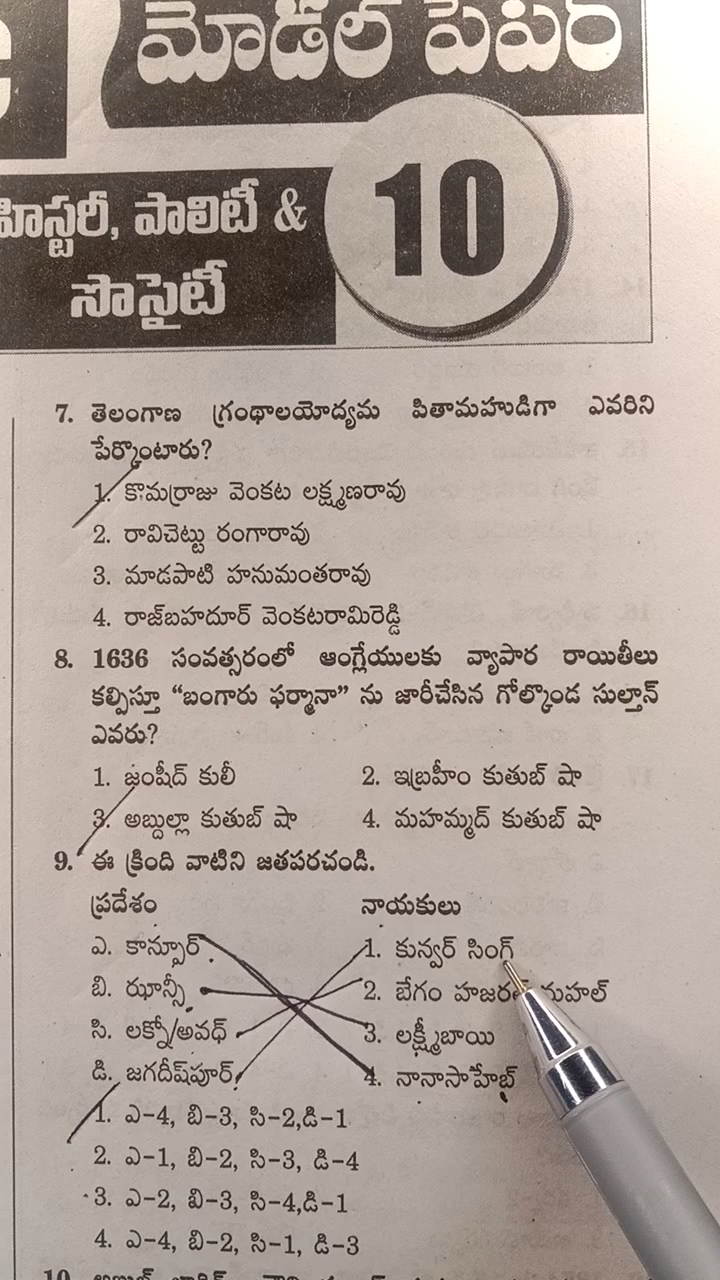 మోడల్ పేపర్
10
హిస్టరీ, పాలిటీ &
సొసైటీ
7. తెలంగాణ గ్రంథాలయోద్యమ పితామహుడిగా ఎవరిని
పేర్కొంటారు?
1. కొమర్రాజు వెంకట లక్ష్మణరావు
2. రావిచెట్టు రంగారావు
3. మాడపాటి హనుమంతరావు
4. రాజ్‌బహదూర్ వెంకటరామిరెడ్డి
8. 1636 సంవత్సరంలో ఆంగ్లేయులకు వ్యాపార రాయితీలు
కల్పిస్తూ “బంగారు ఫర్మానా” ను జారీచేసిన గోల్కొండ సుల్తాన్
ఎవరు?
1. జంషీద్ కులీ 2. ఇబ్రహీం కుతుబ్ షా
3. అబ్దుల్లా కుతుబ్ షా 4. మహమ్మద్ కుతుబ్ షా
9. ఈ క్రింది వాటిని జతపరచండి.
ప్రదేశం నాయకులు
ఎ. కాన్పూర్ 1. కున్వర్ సింగ్
బి. ఝాన్సీ 2. బేగం హజరత్ మహల్
సి. లక్నో/అవధ్ 3. లక్ష్మీబాయి
డి. జగదీష్‌పూర్ 4. నానాసాహేబ్
1. ఎ-4, బి-3, సి-2,డి-1
2. ఎ-1, బి-2, సి-3, డి-4
3. ఎ-2, బి-3, సి-4,డి-1
4. ఎ-4, బి-2, సి-1, డి-3